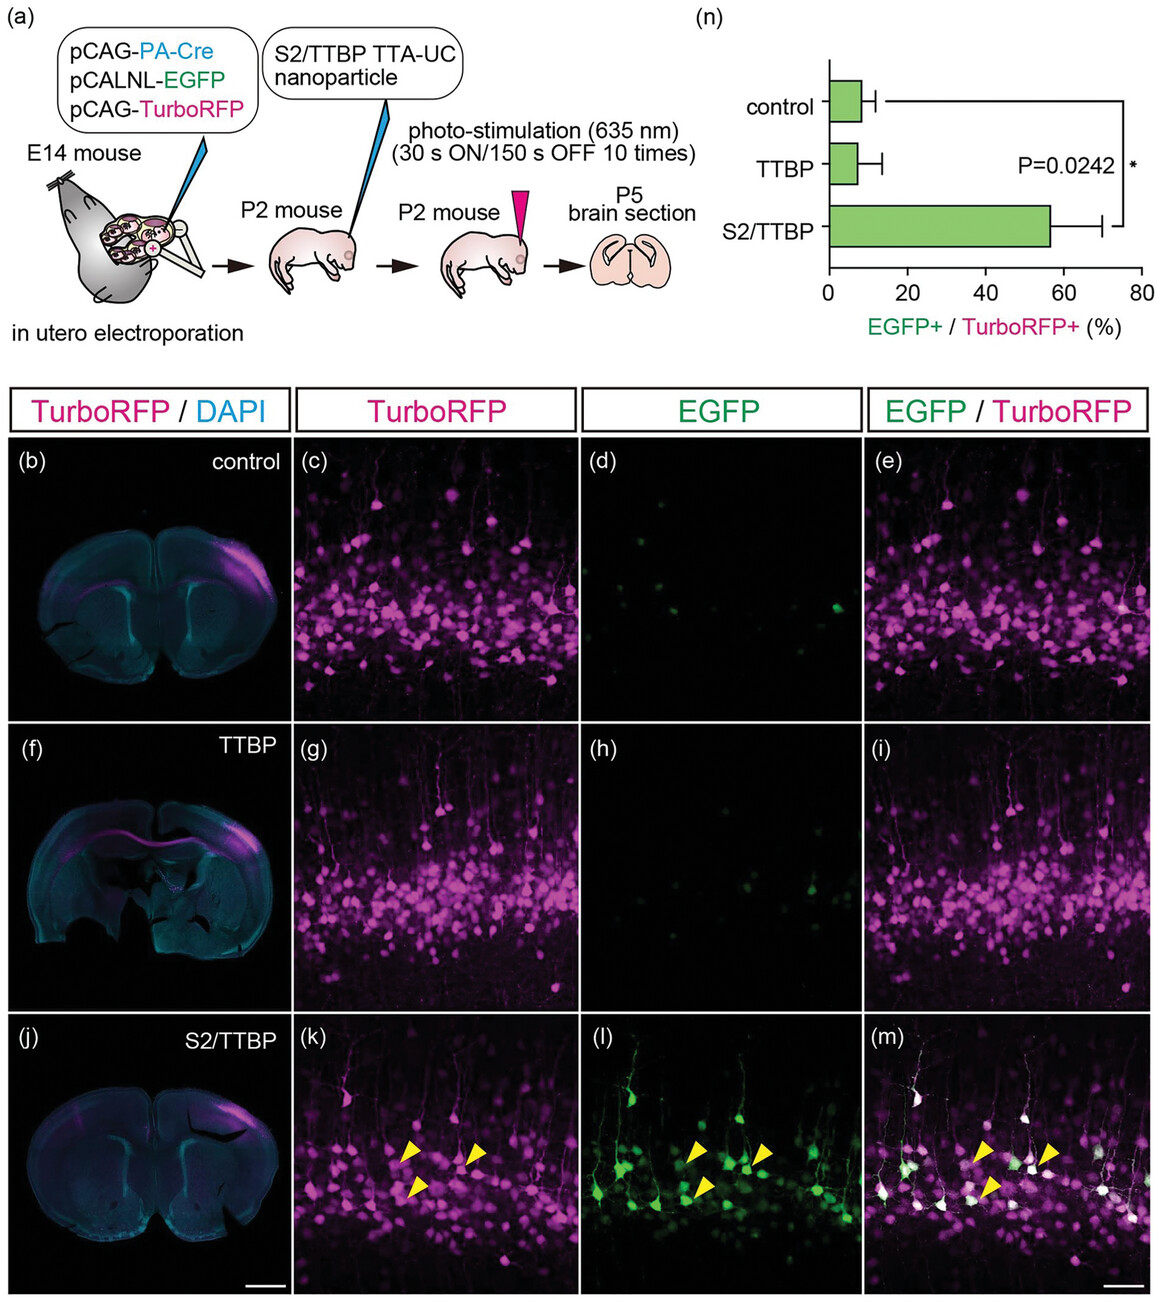 (a)
pCAG-PA-Cre
pCALNL-EGFP
pCAG-TurboRFP
S2/TTBP TTA-UC
nanoparticle
photo-stimulation (635 nm)
(30 s ON/150 s OFF 10 times)
E14 mouse
P2 mouse
P2 mouse
P5
brain section
in utero electroporation
(n)
control
TTBP
S2/TTBP
P=0.0242
*
0 20 40 60 80
EGFP+ / TurboRFP+ (%)
TurboRFP / DAPI
TurboRFP
EGFP
EGFP / TurboRFP
(b) control
(c)
(d)
(e)
(f) TTBP
(g)
(h)
(i)
(j) S2/TTBP
(k)
(l)
(m)